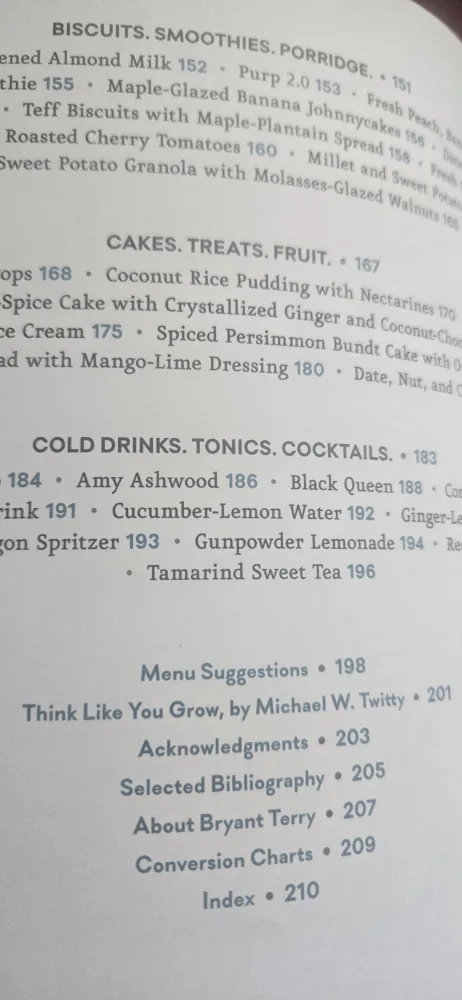 BISCUITS. SMOOTHIES. PORRIDGE. • 151
ened Almond Milk 152 • Purp 2.0 153 • Fresh Peach,
thie 155 • Maple-Glazed Banana Johnnycakes 156 •
• Teff Biscuits with Maple-Plantain Spread 158 • Fresh
Roasted Cherry Tomatoes 160 • Millet and Sweet Potato
Sweet Potato Granola with Molasses-Glazed Walnuts 166
CAKES. TREATS. FRUIT. • 167
ops 168 • Coconut Rice Pudding with Nectarines 170
-Spice Cake with Crystallized Ginger and Coconut-Choc
ce Cream 175 • Spiced Persimmon Bundt Cake with O
ad with Mango-Lime Dressing 180 • Date, Nut, and C
COLD DRINKS. TONICS. COCKTAILS. • 183
184 • Amy Ashwood 186 • Black Queen 188 • Co
rink 191 • Cucumber-Lemon Water 192 • Ginger-Le
gon Spritzer 193 • Gunpowder Lemonade 194 • Re
• Tamarind Sweet Tea 196
Menu Suggestions • 198
Think Like You Grow, by Michael W. Twitty • 201
Acknowledgments • 203
Selected Bibliography • 205
About Bryant Terry • 207
Conversion Charts • 209
Index • 210